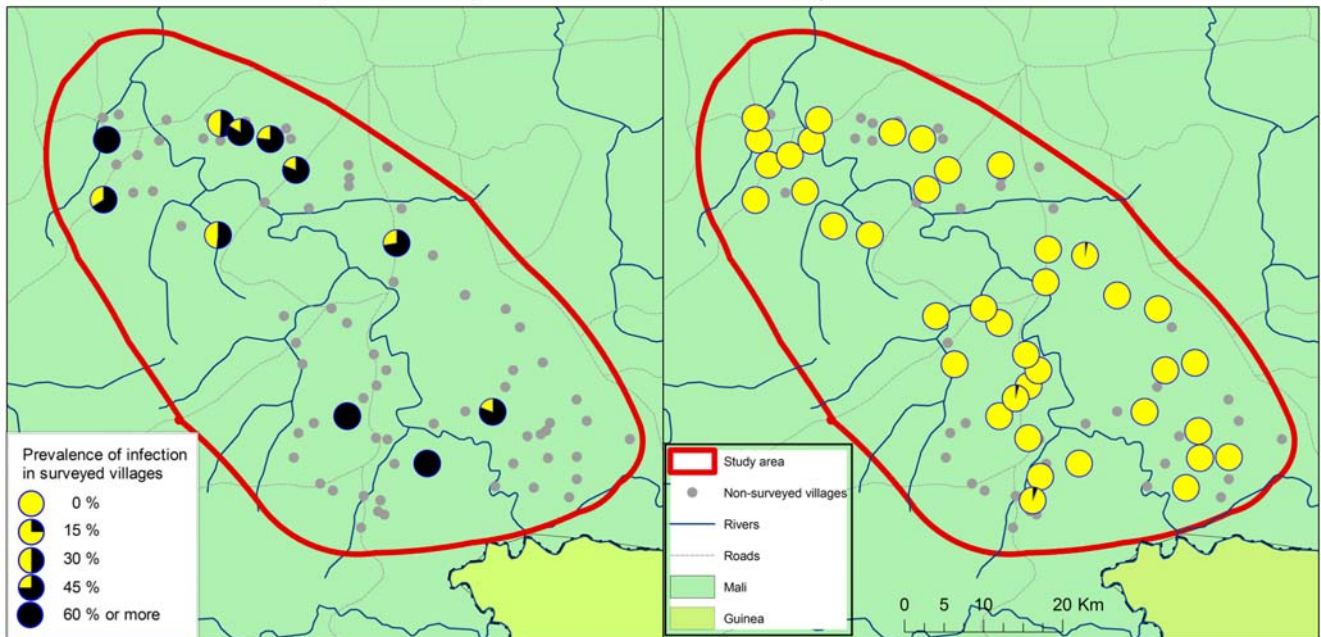 Prevalence of infection
in surveyed villages
0 %
15 %
30 %
45 %
60 % or more
Study area
Non-surveyed villages
Rivers
Roads
Mali
Guinea
0 5 10 20 Km